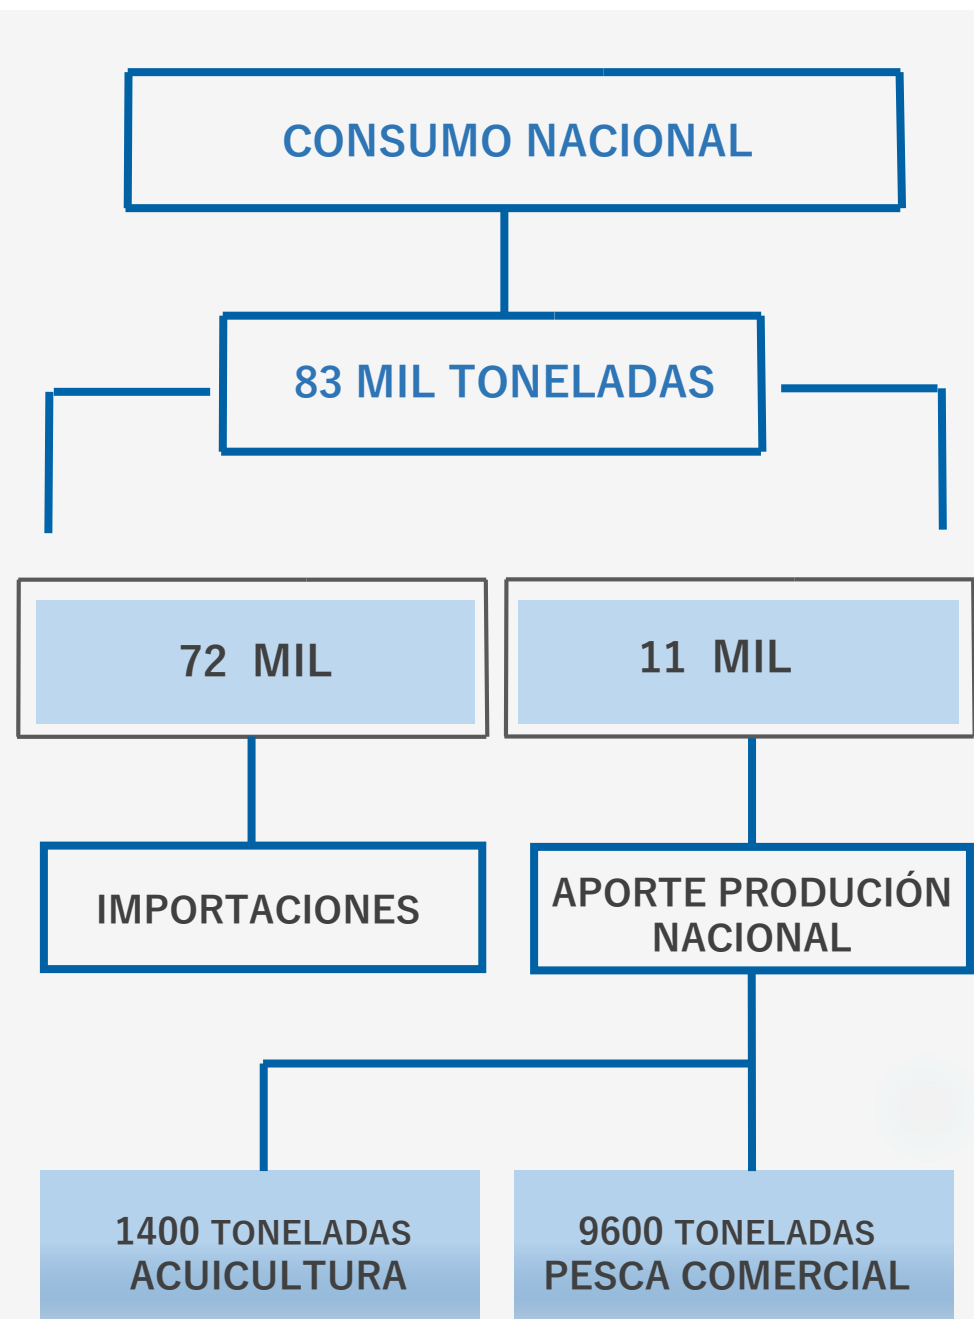 CONSUMO NACIONAL
83 MIL TONELADAS
72 MIL
11 MIL
IMPORTACIONES
APORTE PRODUCIÓN
NACIONAL
1400 TONELADAS
ACUICULTURA
9600 TONELADAS
PESCA COMERCIAL